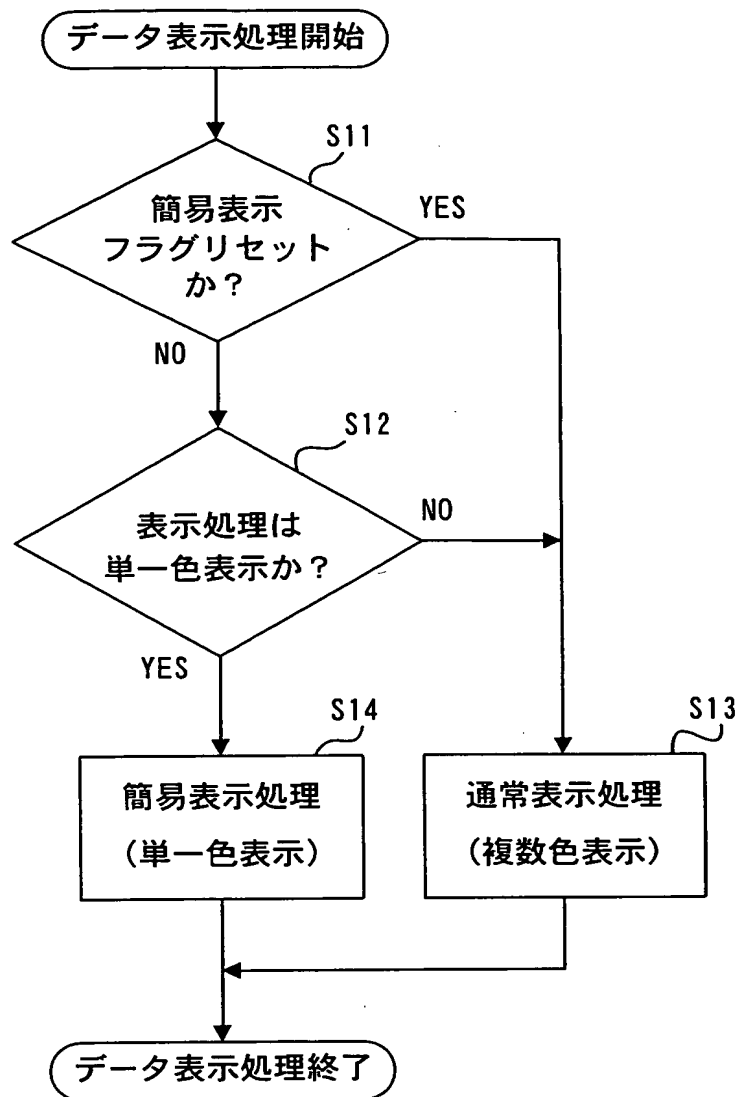 データ表示処理開始
S11
簡易表示
フラグリセット
か？
YES
NO
S12
表示処理は
単一色表示か？
NO
YES
S14
簡易表示処理
（単一色表示）
S13
通常表示処理
（複数色表示）
データ表示処理終了